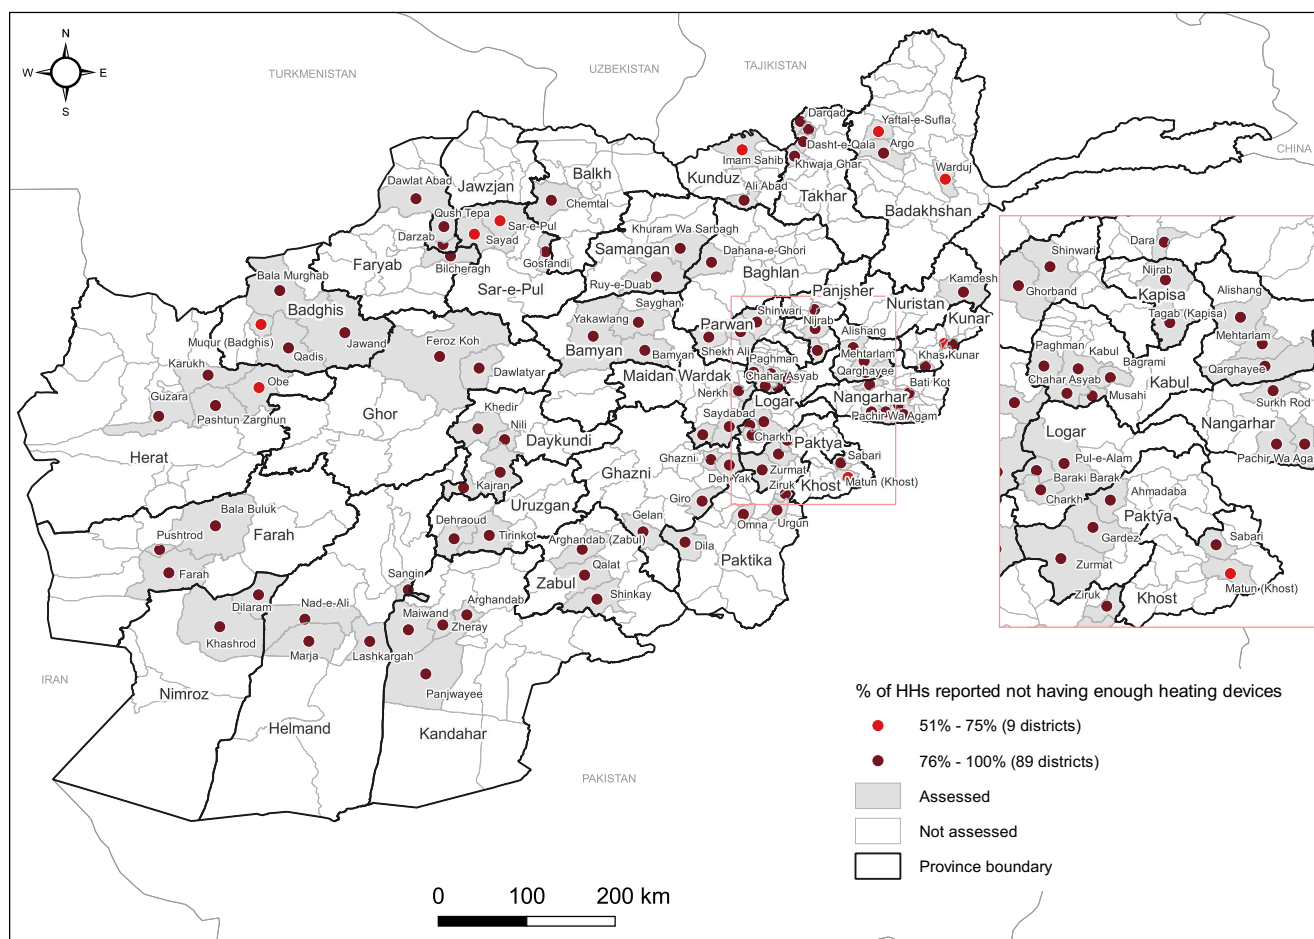 N
W
E
S
TURKMENISTAN
UZBEKISTAN
TAJIKISTAN
CHINA
IRAN
PAKISTAN
Darqad
Yaftal-e-Sufla
Dasht-e-Qala
Argo
Imam Sahib
Khwaja Ghar
Warduj
Kunduz
Takhar
Badakhshan
Ali Abad
Dawlat Abad
Jawzjan
Balkh
Chemtal
Qush Tepa
Sar-e-Pul
Darzab
Sayad
Khuram Wa Sarbagh
Samangan
Dahana-e-Ghori
Faryab
Bilcheragh
Gosfandi
Baghlan
Sar-e-Pul
Ruy-e-Duab
Bala Murghab
Badghis
Muqur (Badghis)
Qadis
Jawand
Sayghan
Yakawlang
Bamyan
Bamyan
Panjsher
Nuristan
Kamdesh
Kunar
Parwan
Shinwari
Nijrab
Alishang
Shekh Ali
Mehtarlam
Khas Kunar
Paghman
Qarghayee
Karukh
Obe
Feroz Koh
Dawlatyar
Maidan Wardak
Chahar Asyab
Bati Kot
Guzara
Pashtun Zarghun
Nerkh
Logar
Nangarhar
Ghor
Khedir
Nili
Daykundi
Saydabad
Pachir Wa Agam
Herat
Charkh
Paktya
Ghazni
Ghazni
Sabari
Deh Yak
Zurmat
Kajran
Ziruk
Khost
Matun (Khost)
Uruzgan
Giro
Bala Buluk
Omna
Urgun
Pushtrod
Farah
Dehraoud
Tirinkot
Gelan
Arghandab (Zabul)
Dila
Paktika
Farah
Qalat
Sangin
Zabul
Dilaram
Nad-e-Ali
Arghandab
Shinkay
Maiwand
Zheray
Khashrod
Marja
Lashkargah
Panjwayee
Nimroz
Helmand
Kandahar
Shinwari
Dara
Nijrab
Ghorband
Kapisa
Alishang
Tagab (Kapisa)
Mehtarlam
Paghman
Kabul
Bagrami
Qarghayee
Chahar Asyab
Kabul
Musahi
Surkh Rod
Logar
Nangarhar
Pul-e-Alam
Pachir Wa Aga
Baraki Barak
Charkh
Ahmadaba
Paktya
Gardez
Sabari
Zurmat
Ziruk
Khost
Matun (Khost)
% of HHs reported not having enough heating devices
51% - 75% (9 districts)
76% - 100% (89 districts)
Assessed
Not assessed
Province boundary
0 100 200 km